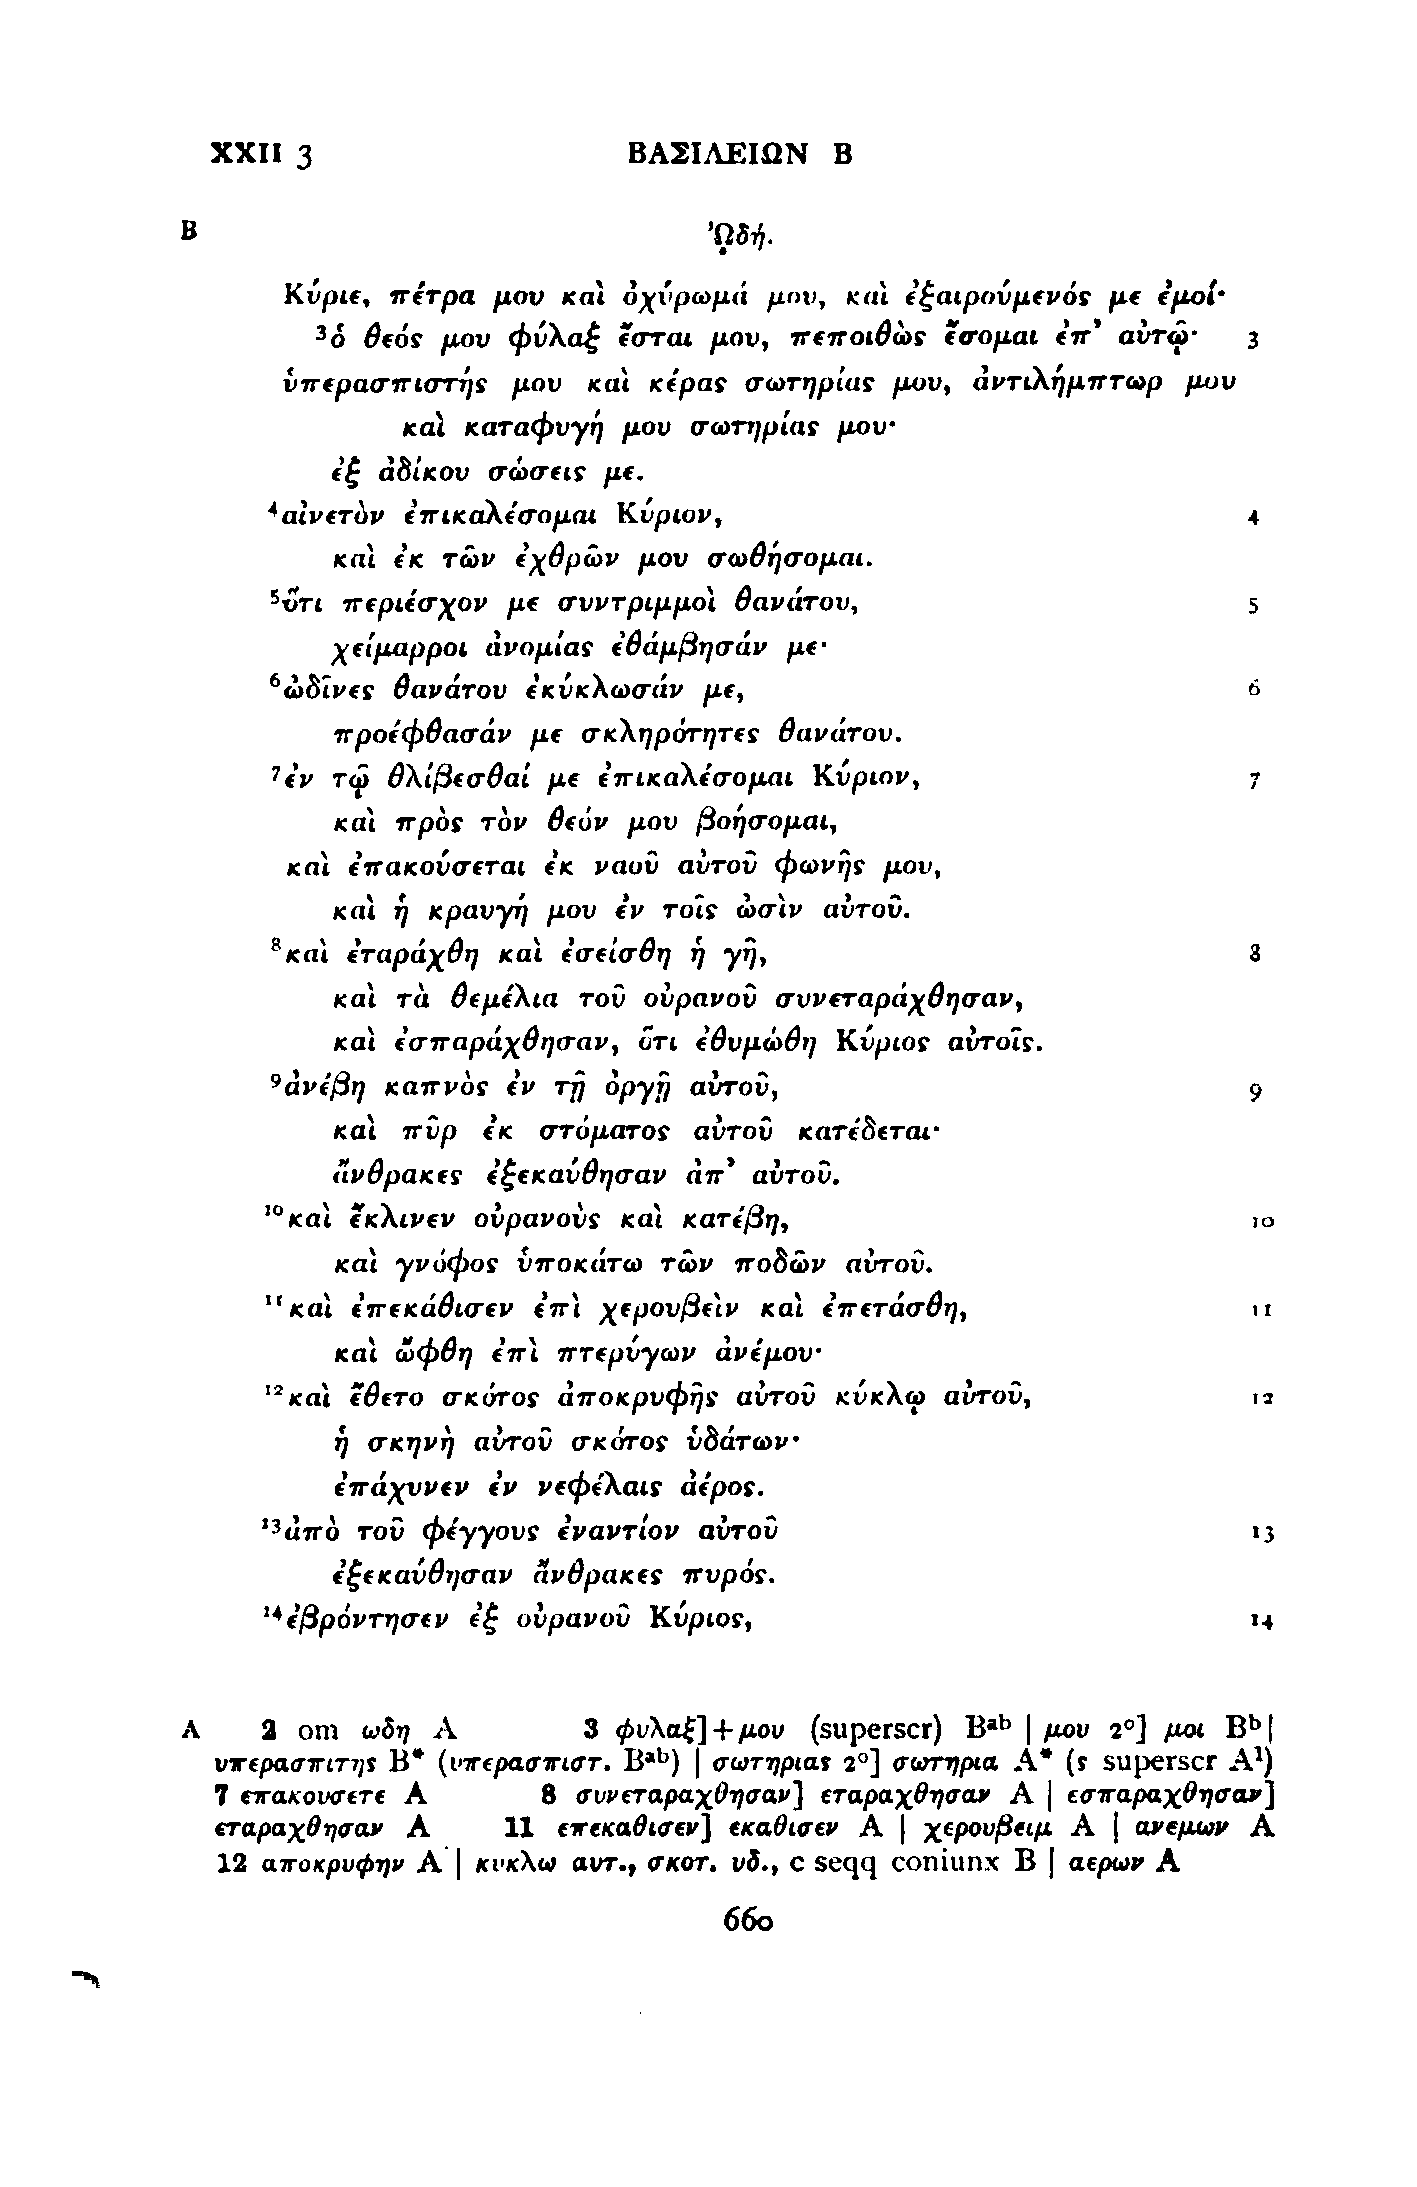 XXII 3 ΒΑΣΙΛΕΙΩΝ Β
B ᾨδή.
Κύριε, πέτρα μου καὶ ὀχύρωμά μου, καὶ ἐξαιρούμενός με ἐμοί·
³ὁ θεός μου φύλαξ ἔσται μου, πεποιθὼς ἔσομαι ἐπ’ αὐτῷ· 3
ὑπερασπιστής μου καὶ κέρας σωτηρίας μου, ἀντιλήμπτωρ μου
καὶ καταφυγή μου σωτηρίας μου·
ἐξ ἀδίκου σώσεις με.
⁴αἰνετὸν ἐπικαλέσομαι Κύριον, 4
καὶ ἐκ τῶν ἐχθρῶν μου σωθήσομαι.
⁵ὅτι περιέσχον με συντριμμοὶ θανάτου, 5
χείμαρροι ἀνομίας ἐθάμβησάν με·
⁶ὠδῖνες θανάτου ἐκύκλωσάν με, 6
προέφθασάν με σκληρότητες θανάτου.
⁷ἐν τῷ θλίβεσθαί με ἐπικαλέσομαι Κύριον, 7
καὶ πρὸς τὸν θεόν μου βοήσομαι,
καὶ ἐπακούσεται ἐκ ναοῦ αὐτοῦ φωνῆς μου,
καὶ ἡ κραυγή μου ἐν τοῖς ὠσὶν αὐτοῦ.
⁸καὶ ἐταράχθη καὶ ἐσείσθη ἡ γῆ, 8
καὶ τὰ θεμέλια τοῦ οὐρανοῦ συνεταράχθησαν,
καὶ ἐσπαράχθησαν, ὅτι ἐθυμώθη Κύριος αὐτοῖς.
⁹ἀνέβη καπνὸς ἐν τῇ ὀργῇ αὐτοῦ, 9
καὶ πῦρ ἐκ στόματος αὐτοῦ κατέδεται·
ἄνθρακες ἐξεκαύθησαν ἀπ’ αὐτοῦ.
¹⁰καὶ ἔκλινεν οὐρανοὺς καὶ κατέβη, 10
καὶ γνόφος ὑποκάτω τῶν ποδῶν αὐτοῦ.
¹¹καὶ ἐπεκάθισεν ἐπὶ χερουβεὶν καὶ ἐπετάσθη, 11
καὶ ὤφθη ἐπὶ πτερύγων ἀνέμου·
¹²καὶ ἔθετο σκότος ἀποκρυφῆς αὐτοῦ κύκλῳ αὐτοῦ, 12
ἡ σκηνὴ αὐτοῦ σκότος ὑδάτων·
ἐπάχυνεν ἐν νεφέλαις ἀέρος.
¹³ἀπὸ τοῦ φέγγους ἐναντίον αὐτοῦ 13
ἐξεκαύθησαν ἄνθρακες πυρός.
¹⁴ἐβρόντησεν ἐξ οὐρανοῦ Κύριος, 14
A 2 om ωδη A 3 φυλαξ]+μου (superscr) Bᵃᵇ | μου 2º] μοι Bᵇ |
υπερασπιτης B* (υπερασπιστ. Bᵃᵇ) | σωτηριας 2º] σωτηρια A* (ς superscr A¹)
7 επακουσετε A 8 συνεταραχθησαν] εταραχθησαν A | εσπαραχθησαν]
εταραχθησαν A 11 επεκαθισεν] εκαθισεν A | χερουβειμ A | ανεμων A
12 αποκρυφην A | κυκλω αυτ., σκοτ. υδ., c seqq coniunx B | αερων A
660